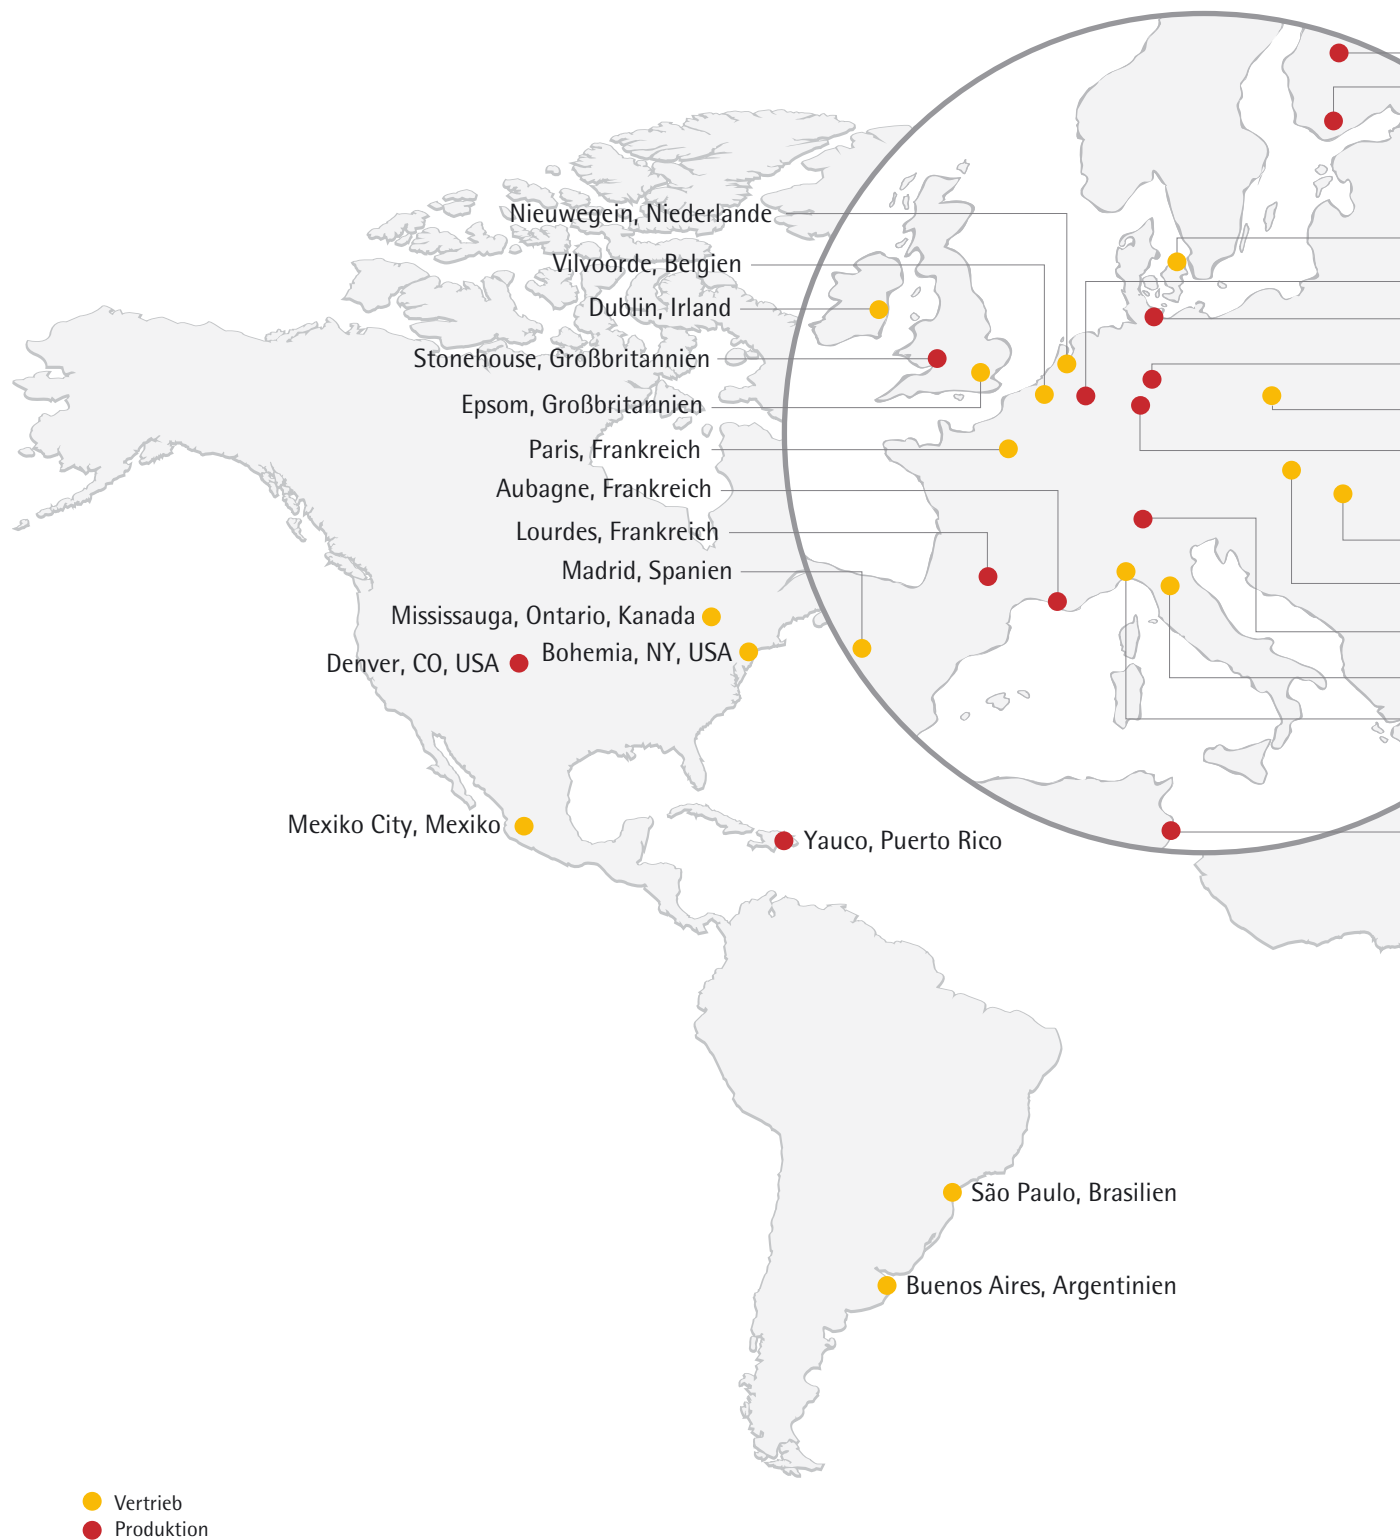 Nieuwegein, Niederlande
Vilvoorde, Belgien
Dublin, Irland
Stonehouse, Großbritannien
Epsom, Großbritannien
Paris, Frankreich
Aubagne, Frankreich
Lourdes, Frankreich
Madrid, Spanien
Mississauga, Ontario, Kanada
Bohemia, NY, USA
Denver, CO, USA
Mexiko City, Mexiko
Yauco, Puerto Rico
São Paulo, Brasilien
Buenos Aires, Argentinien
Vertrieb
Produktion